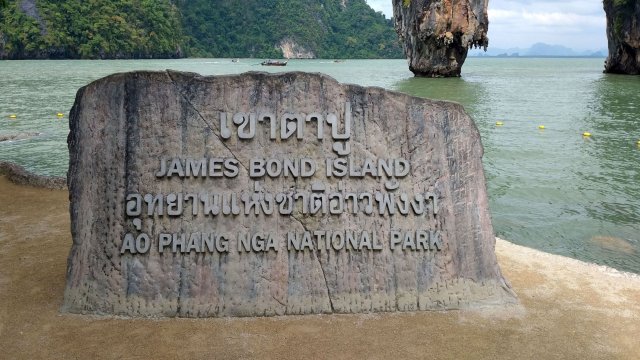 เขาตาปู
JAMES BOND ISLAND
อุทยานแห่งชาติอ่าวพังงา
AO PHANG NGA NATIONAL PARK